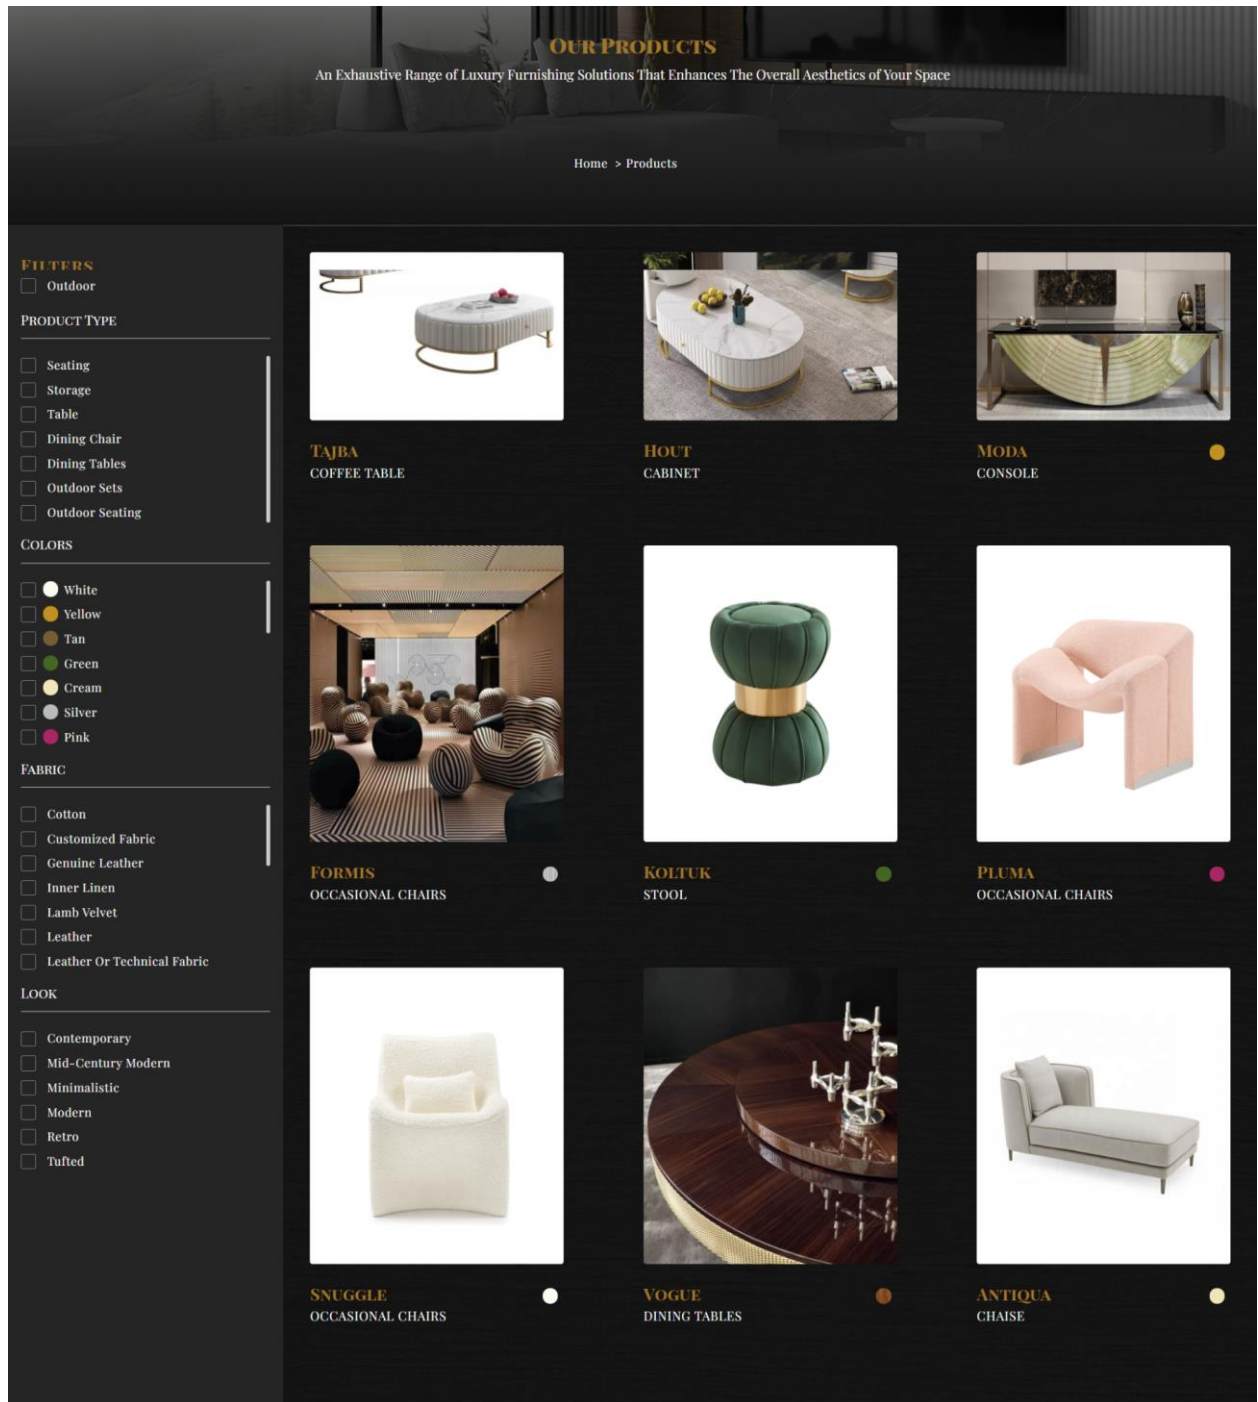 OUR PRODUCTS
An Exhaustive Range of Luxury Furnishing Solutions That Enhances The Overall Aesthetics of Your Space
Home > Products
FILTERS
Outdoor
PRODUCT TYPE
Seating
Storage
Table
Dining Chair
Dining Tables
Outdoor Sets
Outdoor Seating
COLORS
White
Yellow
Tan
Green
Cream
Silver
Pink
FABRIC
Cotton
Customized Fabric
Genuine Leather
Inner Linen
Lamb Velvet
Leather
Leather Or Technical Fabric
LOOK
Contemporary
Mid-Century Modern
Minimalistic
Modern
Retro
Tufted
TAJBA
COFFEE TABLE
HOUT
CABINET
MODA
CONSOLE
FORMIS
OCCASIONAL CHAIRS
KOLTUK
STOOL
PLUMA
OCCASIONAL CHAIRS
SNUGGLE
OCCASIONAL CHAIRS
VOGUE
DINING TABLES
ANTIQUA
CHAISE